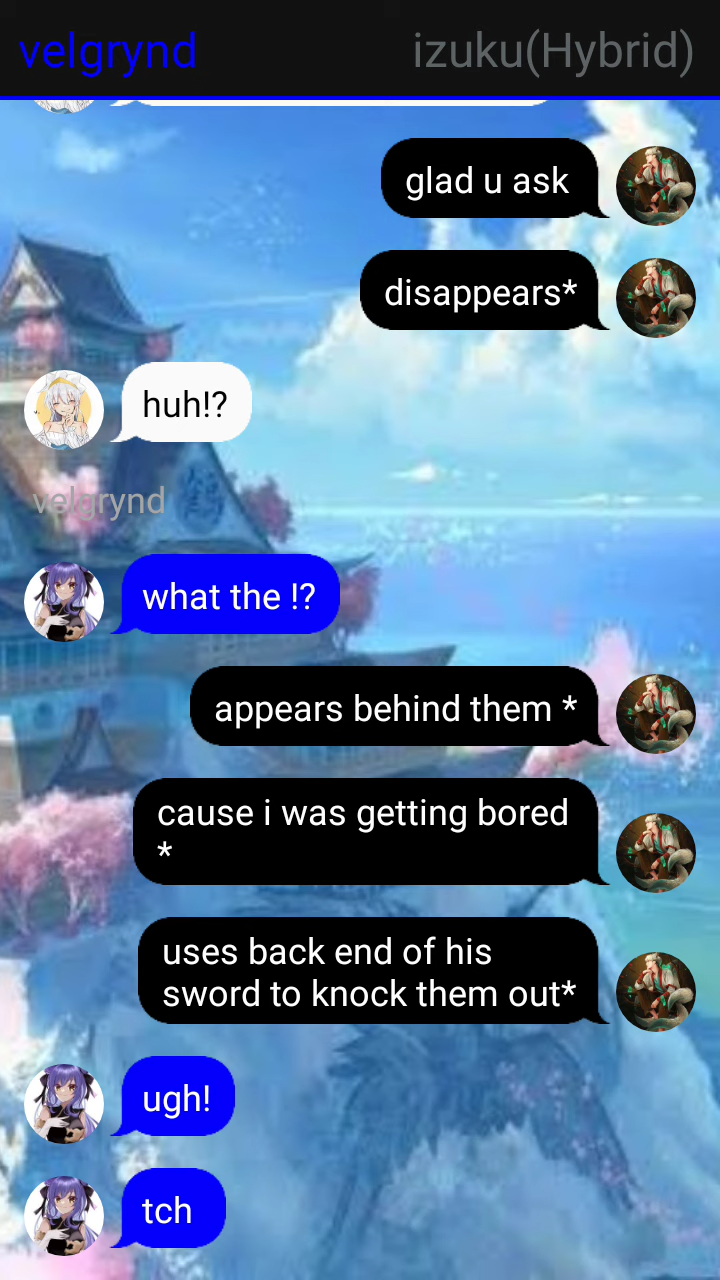 velgrynd
izuku(Hybrid)
glad u ask
disappears*
huh!?
velgrynd
what the !?
appears behind them *
cause i was getting bored
*
uses back end of his
sword to knock them out*
ugh!
tch